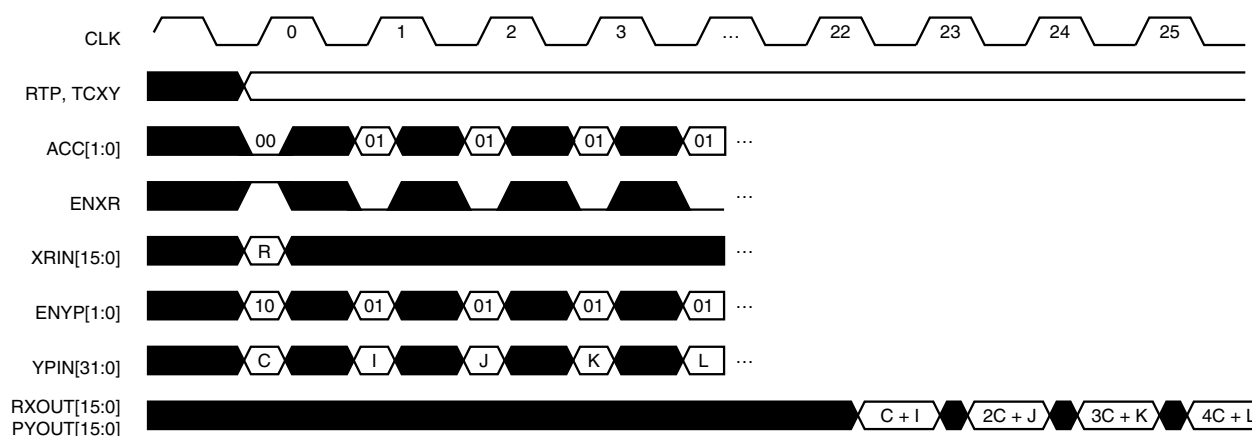 CLK 0 1 2 3 ... 22 23 24 25
RTP, TCXY
ACC[1:0] 00 01 01 01 01 ...
ENXR ...
XRIN[15:0] R ...
ENYP[1:0] 10 01 01 01 01 ...
YPIN[31:0] C I J K L ...
RXOUT[15:0]
PYOUT[15:0] C + I 2C + J 3C + K 4C + L